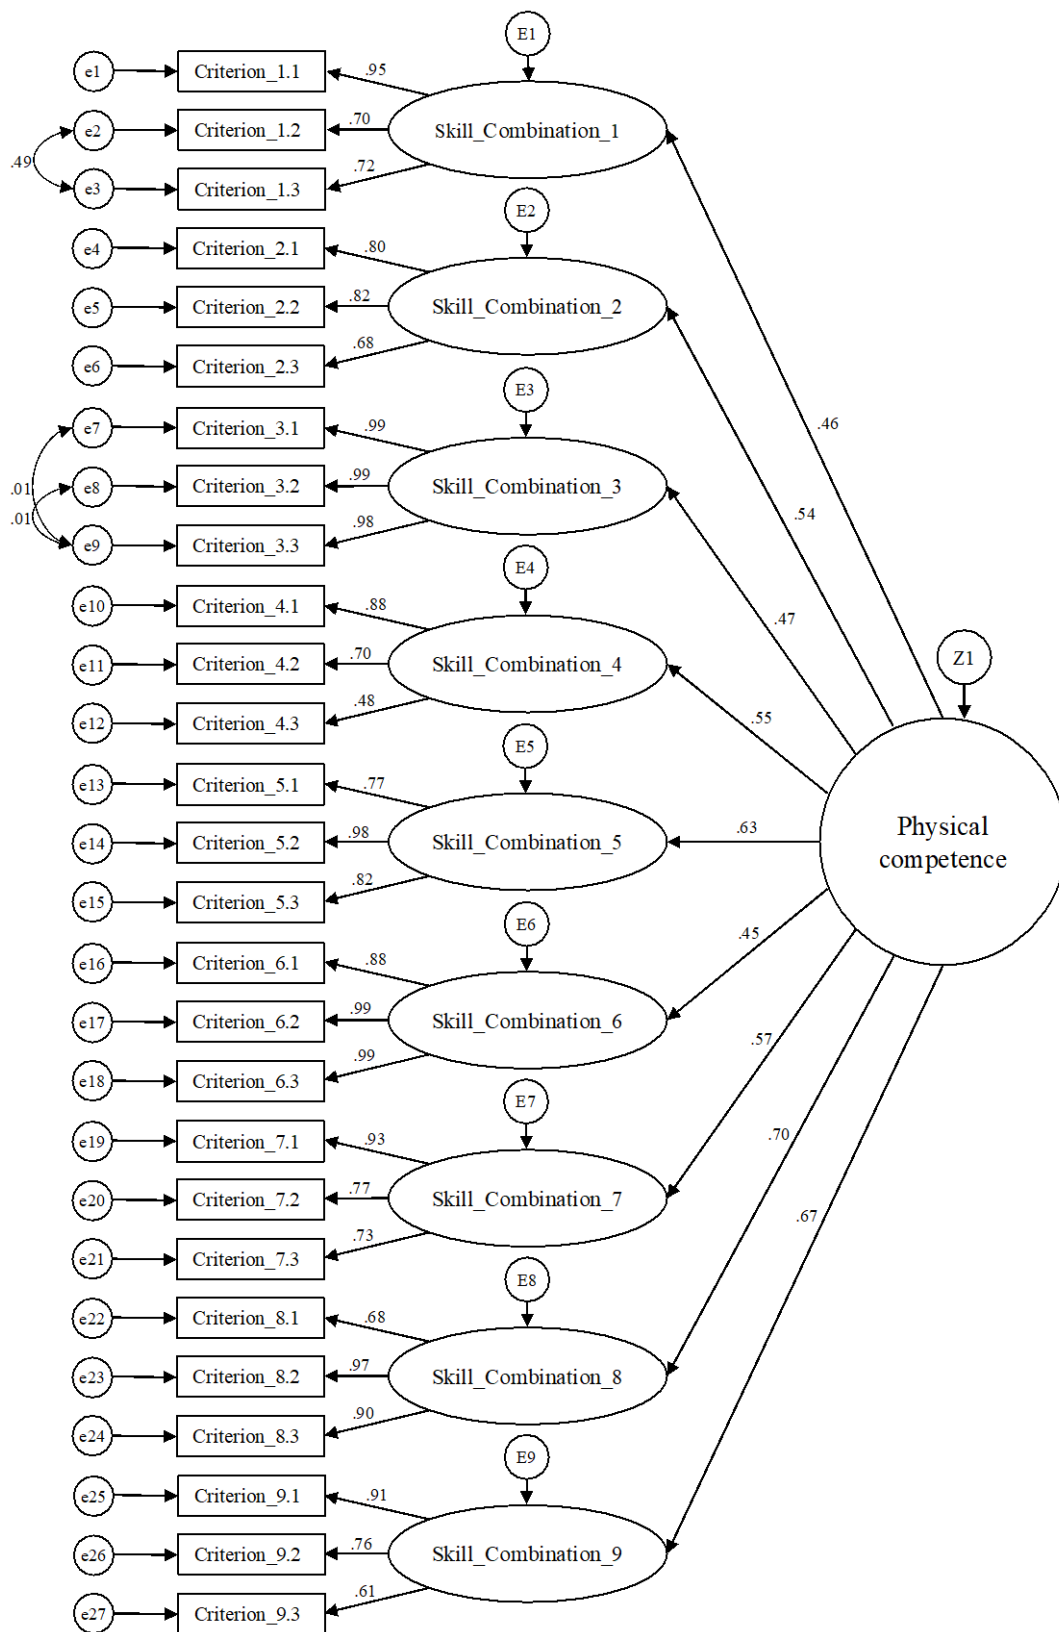 E1
e1
Criterion_1.1
.95
e2
Criterion_1.2
.70
Skill_Combination_1
.49
e3
Criterion_1.3
.72
E2
e4
Criterion_2.1
.80
e5
Criterion_2.2
.82
Skill_Combination_2
e6
Criterion_2.3
.68
E3
e7
Criterion_3.1
.99
.46
e8
Criterion_3.2
.99
Skill_Combination_3
.01
.01
.54
e9
Criterion_3.3
.98
E4
e10
Criterion_4.1
.88
.47
e11
Criterion_4.2
.70
Skill_Combination_4
Z1
e12
Criterion_4.3
.48
.55
E5
e13
Criterion_5.1
.77
e14
Criterion_5.2
.98
Skill_Combination_5
.63
Physical
competence
e15
Criterion_5.3
.82
E6
.45
e16
Criterion_6.1
.88
e17
Criterion_6.2
.99
Skill_Combination_6
.57
e18
Criterion_6.3
.99
E7
e19
Criterion_7.1
.93
.70
e20
Criterion_7.2
.77
Skill_Combination_7
.67
e21
Criterion_7.3
.73
E8
e22
Criterion_8.1
.68
e23
Criterion_8.2
.97
Skill_Combination_8
e24
Criterion_8.3
.90
E9
e25
Criterion_9.1
.91
e26
Criterion_9.2
.76
Skill_Combination_9
e27
Criterion_9.3
.61